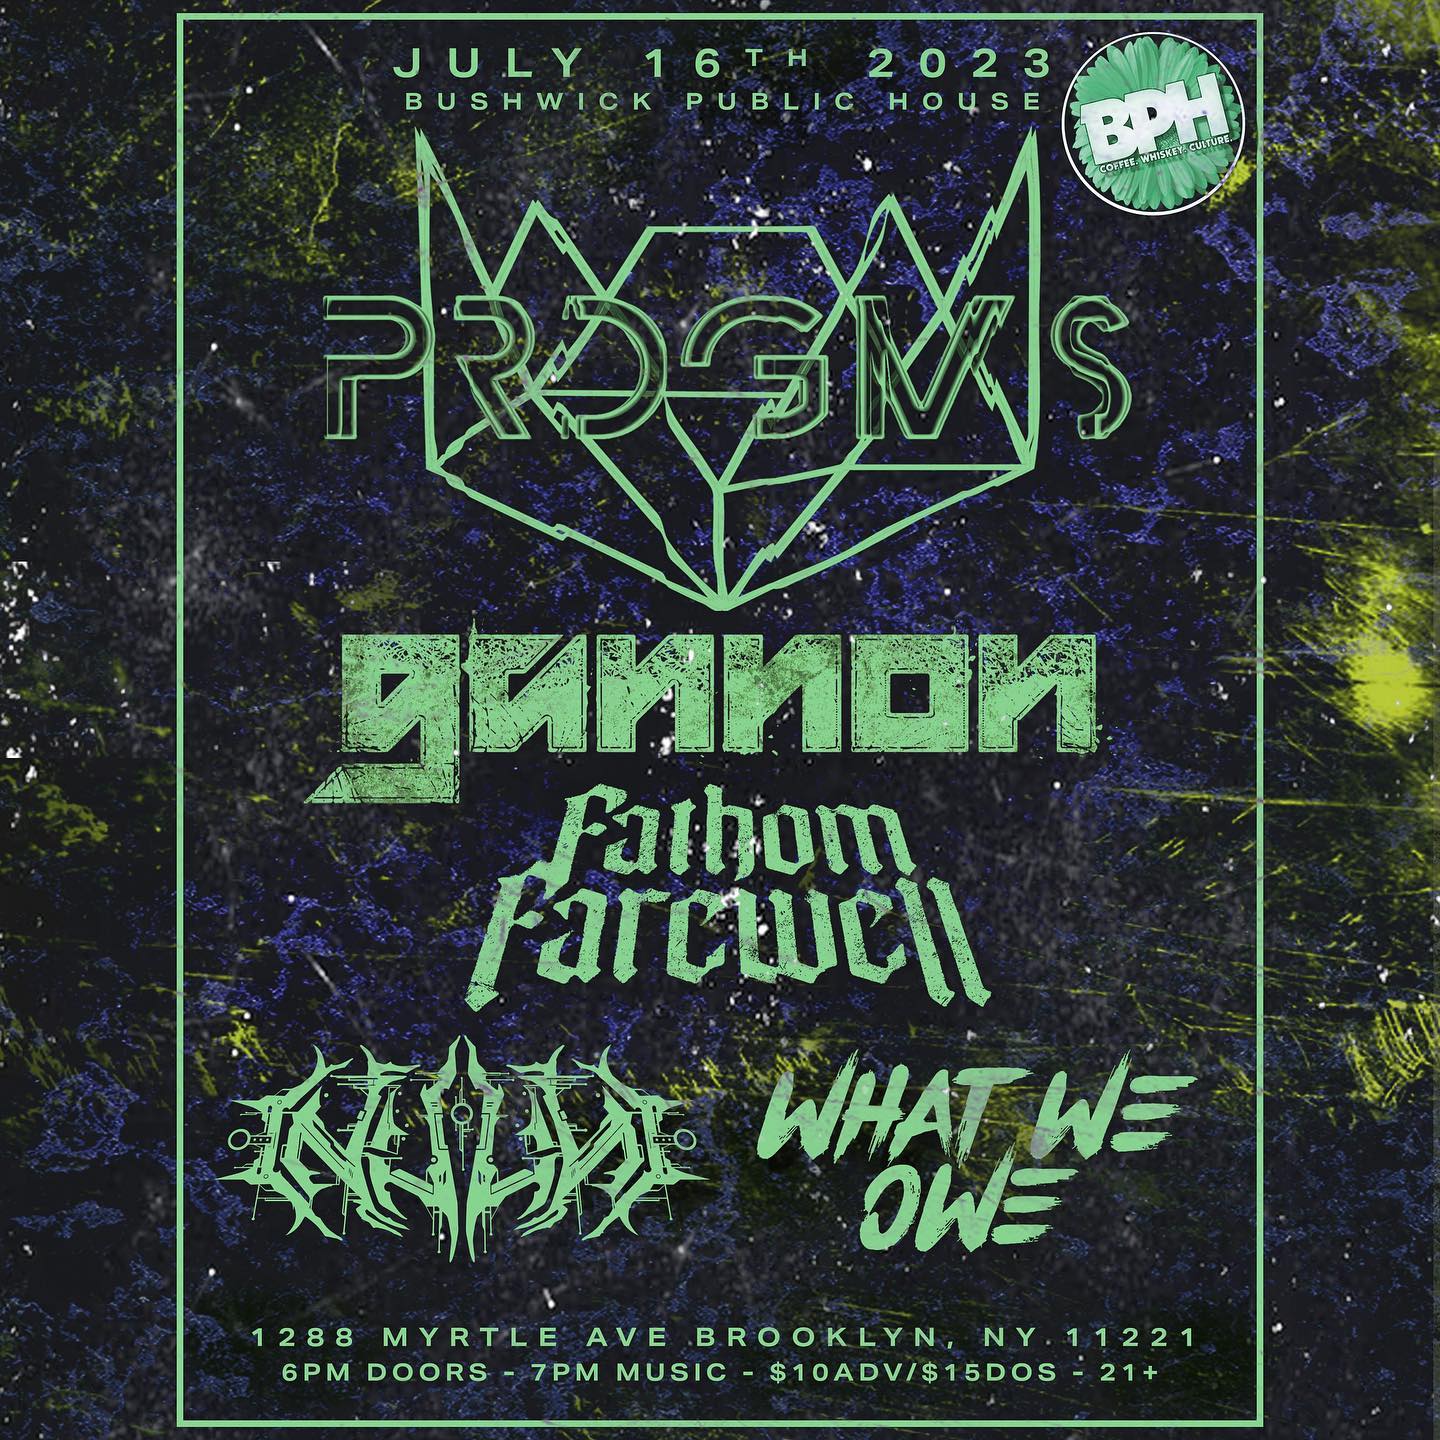 JULY 16TH 2023
BUSHWICK PUBLIC HOUSE
BPH
COFFEE. WHISKEY. CULTURE.
PRDGMS
gannon
Fathom
Farewell
WHAT WE
OWE
1288 MYRTLE AVE BROOKLYN, NY 11221
6PM DOORS - 7PM MUSIC - $10ADV/$15DOS - 21+